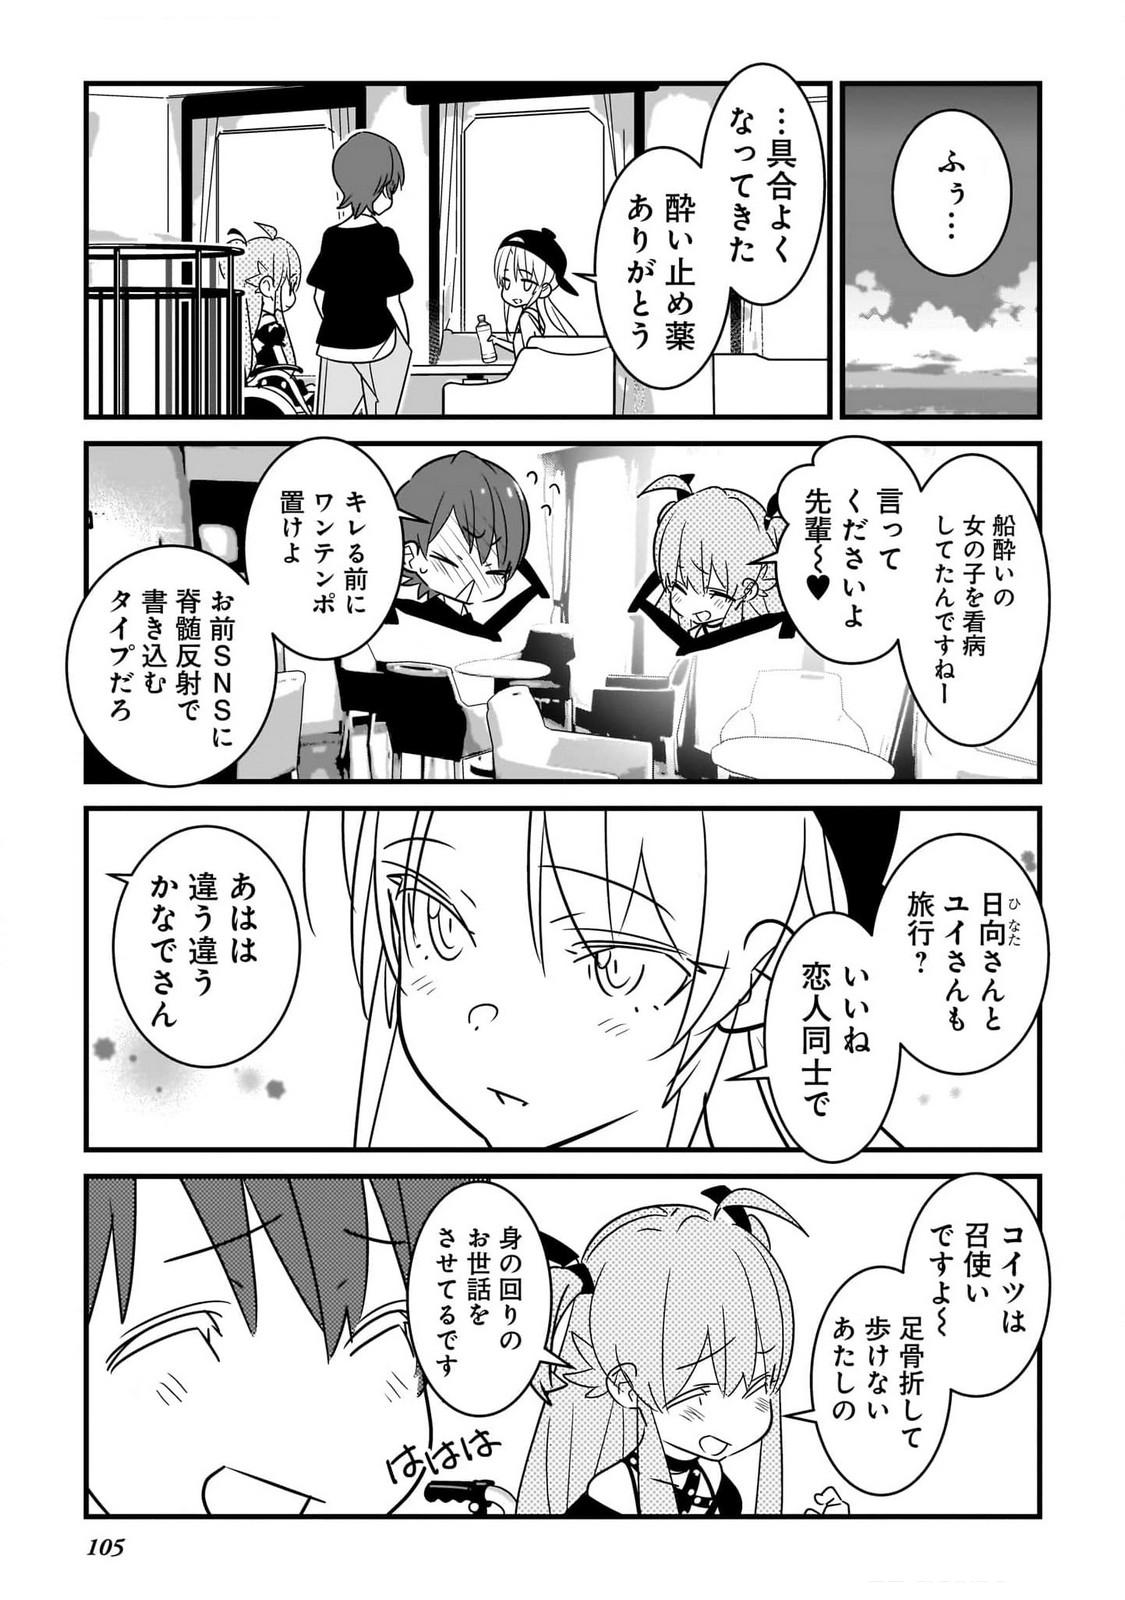 ふぅ…
…具合よく
なってきた
酔い止め薬
ありがとう
船酔いの
女の子を看病
してたんですねー
言って
くださいよ
先輩〜♥
キレる前に
ワンテンポ
置けよ
お前SNSに
脊髄反射で
書き込む
タイプだろ
日向さんと
ひなた
ユイさんも
旅行？
いいね
恋人同士で
あはは
違う違う
かなでさん
コイツは
召使い
ですよ〜
足骨折して
歩けない
あたしの
身の回りの
お世話を
させてるです
ははは
105